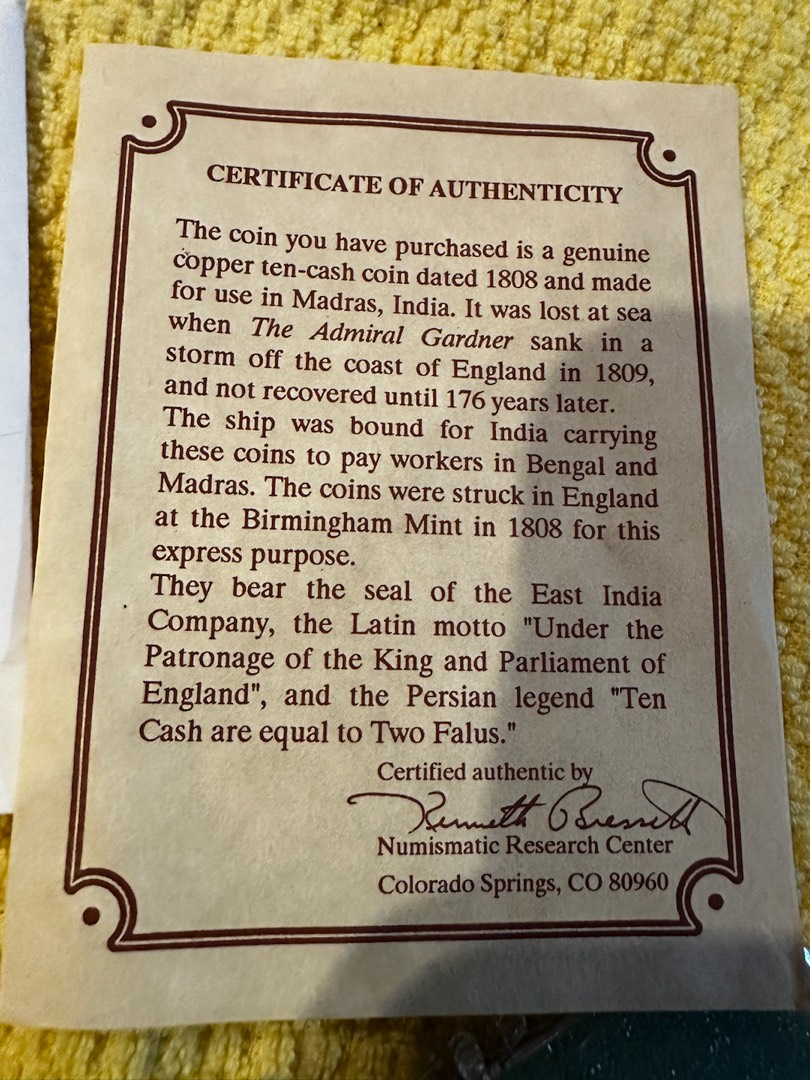 CERTIFICATE OF AUTHENTICITY
The coin you have purchased is a genuine
copper ten-cash coin dated 1808 and made
for use in Madras, India. It was lost at sea
when The Admiral Gardner sank in a
storm off the coast of England in 1809,
and not recovered until 176 years later.
The ship was bound for India carrying
these coins to pay workers in Bengal and
Madras. The coins were struck in England
at the Birmingham Mint in 1808 for this
express purpose.
They bear the seal of the East India
Company, the Latin motto "Under the
Patronage of the King and Parliament of
England", and the Persian legend "Ten
Cash are equal to Two Falus."
Certified authentic by
Kenneth Bressett
Numismatic Research Center
Colorado Springs, CO 80960